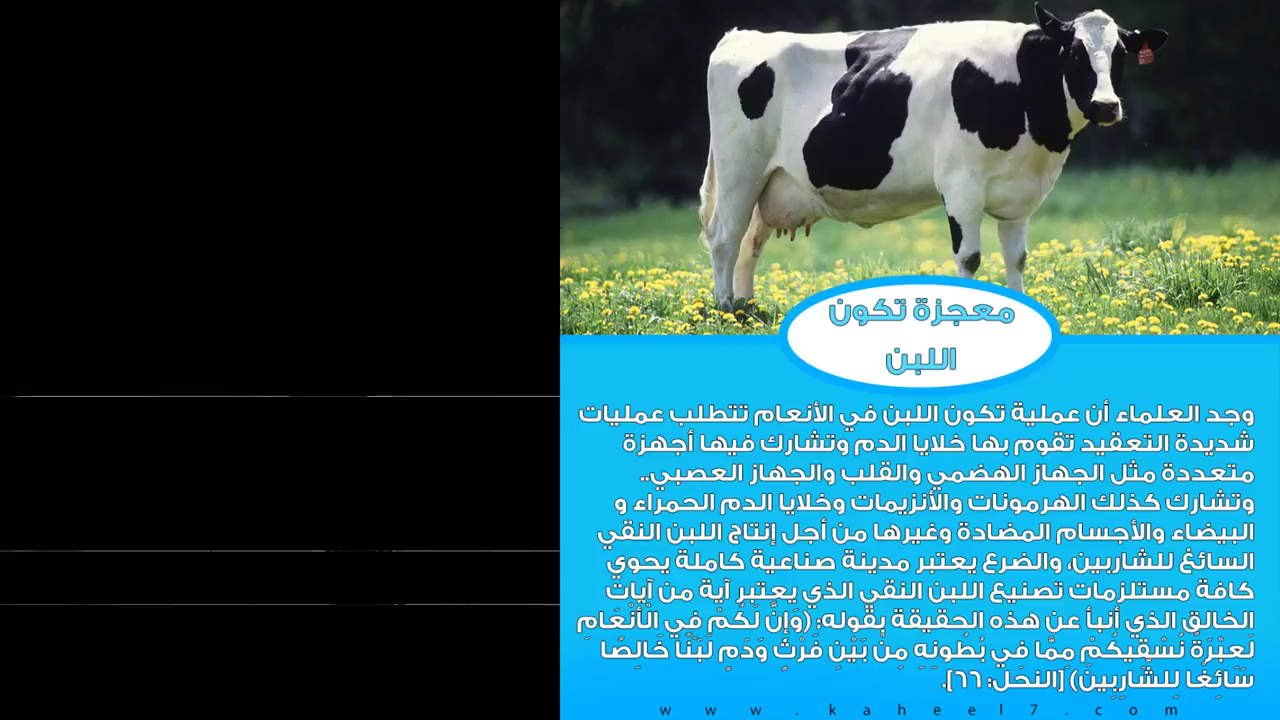 معجزة تكون
اللبن
وجد العلماء أن عملية تكون اللبن في الأنعام تتطلب عمليات
شديدة التعقيد تقوم بها خلايا الدم وتشارك فيها أجهزة
متعددة مثل الجهاز الهضمي والقلب والجهاز العصبي..
وتشارك كذلك الهرمونات والأنزيمات وخلايا الدم الحمراء و
البيضاء والأجسام المضادة وغيرها من أجل إنتاج اللبن النقي
السائغ للشاربين، والضرع يعتبر مدينة صناعية كاملة يحوي
كافة مستلزمات تصنيع اللبن النقي الذي يعتبر آية من آيات
الخالق الذي أنبأ عن هذه الحقيقة بقوله: (وَإِنَّ لَكُمْ فِي الْأَنْعَامِ
لَعِبْرَةً نُسْقِيكُمْ مِمَّا فِي بُطُونِهِ مِنْ بَيْنِ فَرْثٍ وَدَمٍ لَبَنًا خَالِصًا
سَائِغًا لِلشَّارِبِينَ) [النحل: ٦٦].
www.kaheel7.com